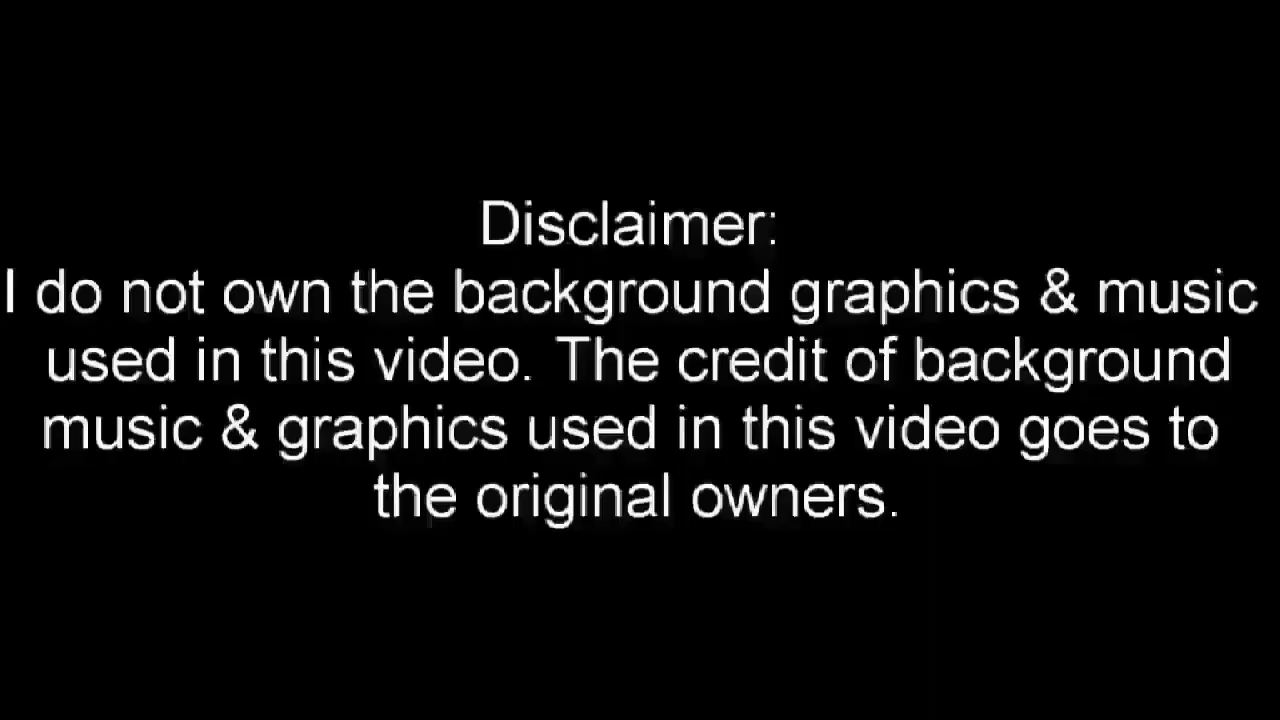 Disclaimer:
I do not own the background graphics & music
used in this video. The credit of background
music & graphics used in this video goes to
the original owners.